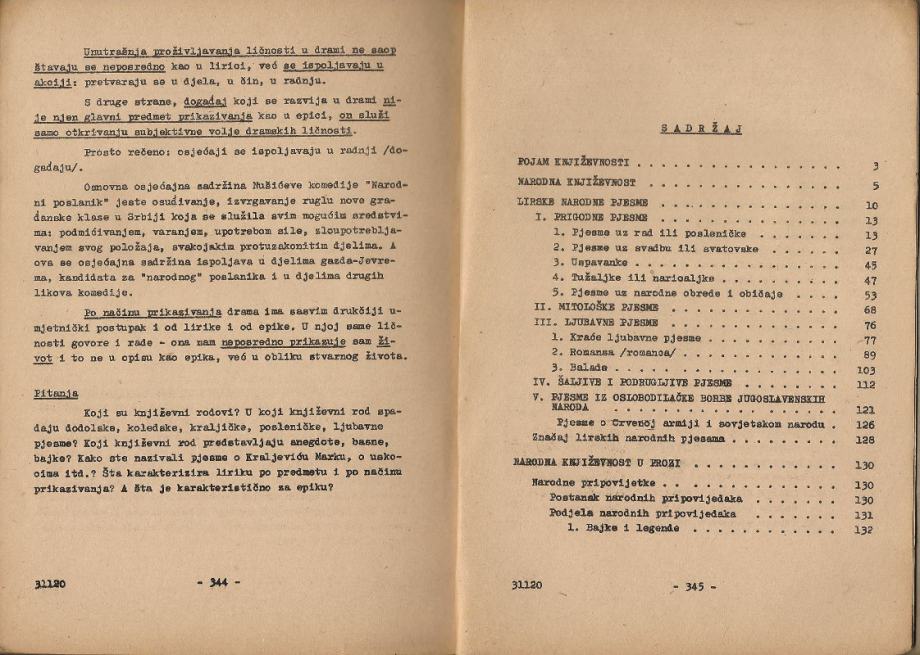 Unutrašnja proživljavanja ličnosti u drami ne saop
štavaju se neposredno kao u lirici, već se ispoljavaju u
akciji: pretvaraju se u djela, u čin, u radnju.
S druge strane, događaj koji se razvija u drami ni-
je njen glavni predmet prikazivanja kao u epici, on služi
samo otkrivanju subjektivne volje dramskih ličnosti.
Prosto rečeno: osjećaji se ispoljavaju u radnji /do-
gađaju/.
Osnovna osjećajna sadržina Nušićeve komedije "Narod-
ni poslanik" jeste osuđivanje, izvrgavanje ruglu nove gra-
đanske klase u Srbiji koja se služila svim mogućim sredstvi-
ma: podmićivanjem, varanjem, upotrebom sile, zloupotreblja-
vanjem svog položaja, svakojakim protuzakonitim djelima. A
ova se osjećajna sadržina ispoljava u djelima gazda-Jevre-
ma, kandidata za "narodnog" poslanika i u djelima drugih
likova komedije.
Po načinu prikazivanja drama ima sasvim drukčiji u-
mjetnički postupak i od lirike i od epike. U njoj same lič-
nosti govore i rade - ona nam neposredno prikazuje sam ži-
vot i to ne u opisu kao epika, već u obliku stvarnog života.
Pitanja
Koji su književni rodovi? U koji književni rod spa-
daju dodolske, koledske, kraljičke, posleničke, ljubavne
pjesme? Koji književni rod predstavljaju anegdote, basne,
bajke? Kako ste nazivali pjesme o Kraljeviću Marku, o usko-
cima itd.? Šta karakterizira liriku po predmetu i po načinu
prikazivanja? A šta je karakteristično za epiku?
31120 - 344 -
S A D R Ž A J
POJAM KNJIŽEVNOSTI . . . . . . . . . . . . . . . . 3
NARODNA KNJIŽEVNOST . . . . . . . . . . . . . . . 5
LIRSKE NARODNE PJESME . . . . . . . . . . . . . . 10
I. PRIGODNE PJESME . . . . . . . . . . . . . 13
1. Pjesme uz rad ili posleničke . . . . . . . 13
2. Pjesme uz svadbu ili svatovske . . . . . . 27
3. Uspavanke . . . . . . . . . . . . . . . . 45
4. Tužaljke ili naricaljke . . . . . . . . . 47
5. Pjesme uz narodne obrede i običaje . . . . 53
II. MITOLOŠKE PJESME . . . . . . . . . . . . . 68
III. LJUBAVNE PJESME . . . . . . . . . . . . . 76
1. Kraće ljubavne pjesme . . . . . . . . . . 77
2. Romansa /romanca/ . . . . . . . . . . . . 89
3. Balade . . . . . . . . . . . . . . . . . 103
IV. ŠALJIVE I PODRUGLJIVE PJESME . . . . . . . . 112
V. PJESME IZ OSLOBODILAČKE BORBE JUGOSLAVENSKIH
NARODA . . . . . . . . . . . . . . . . . . 121
Pjesme o Crvenoj armiji i sovjetskom narodu . 126
Značaj lirskih narodnih pjesama . . . . . . . . . 128
NARODNA KNJIŽEVNOST U PROZI . . . . . . . . . . . . 130
Narodne pripovijetke . . . . . . . . . . . . . . 130
Postanak narodnih pripovijedaka . . . . . . . . 130
Podjela narodnih pripovijedaka . . . . . . . 131
1. Bajke i legende . . . . . . . . . . . . 132
31120 - 345 -